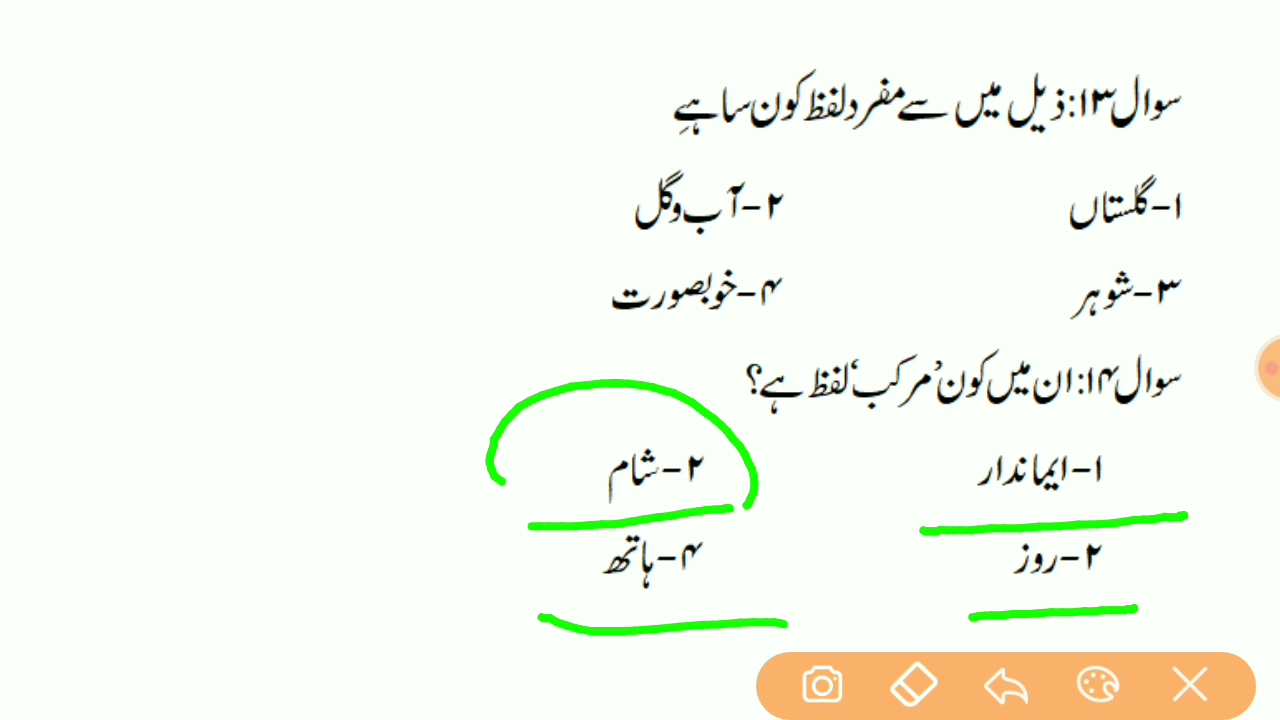 سوال۱۳: ذیل میں سے مفرد لفظ کون سا ہے
۱-گلستاں ۲-آب وگل
۳-شوہر ۴-خوبصورت
سوال۱۴: ان میں کون 'مرکب' لفظ ہے؟
۱-ایماندار ۲-شام
۲-روز ۴-ہاتھ